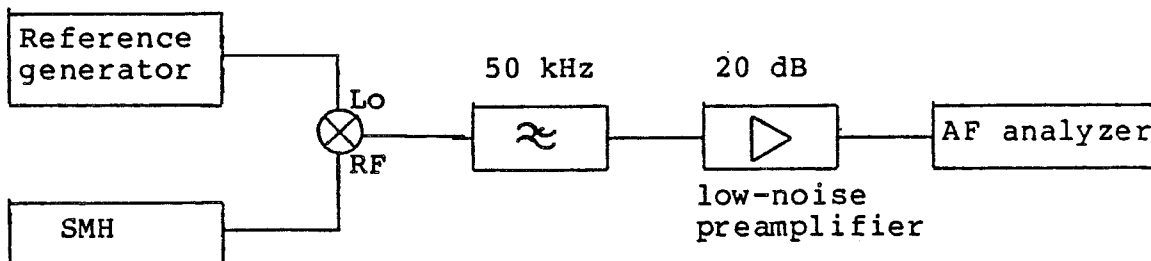 Reference
generator
50 kHz
20 dB
Lo
RF
AF analyzer
SMH
low-noise
preamplifier